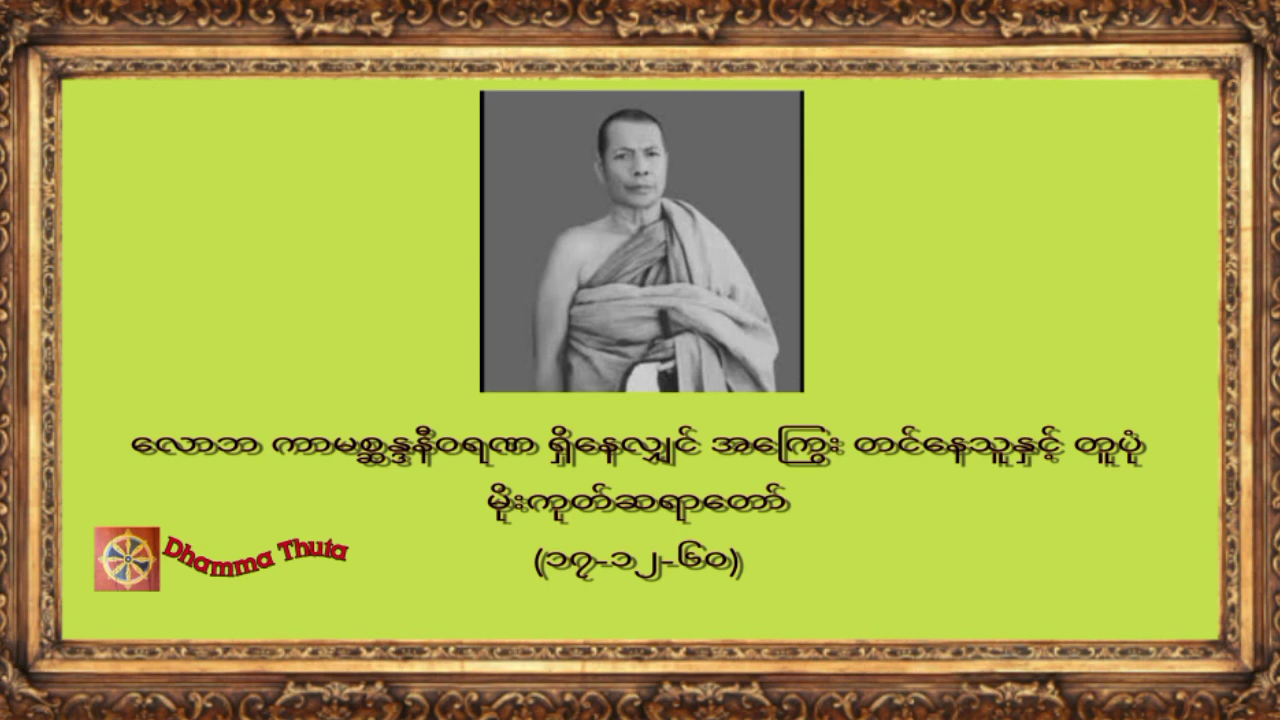 လောဘ ကာမစ္ဆန္ဒနီဝရဏ ရှိနေလျှင် အကြွေး တင်နေသူနှင့် တူပုံ
မိုးကုတ်ဆရာတော်
(၁၇-၁၂-၆၀)
Dhamma Thuta